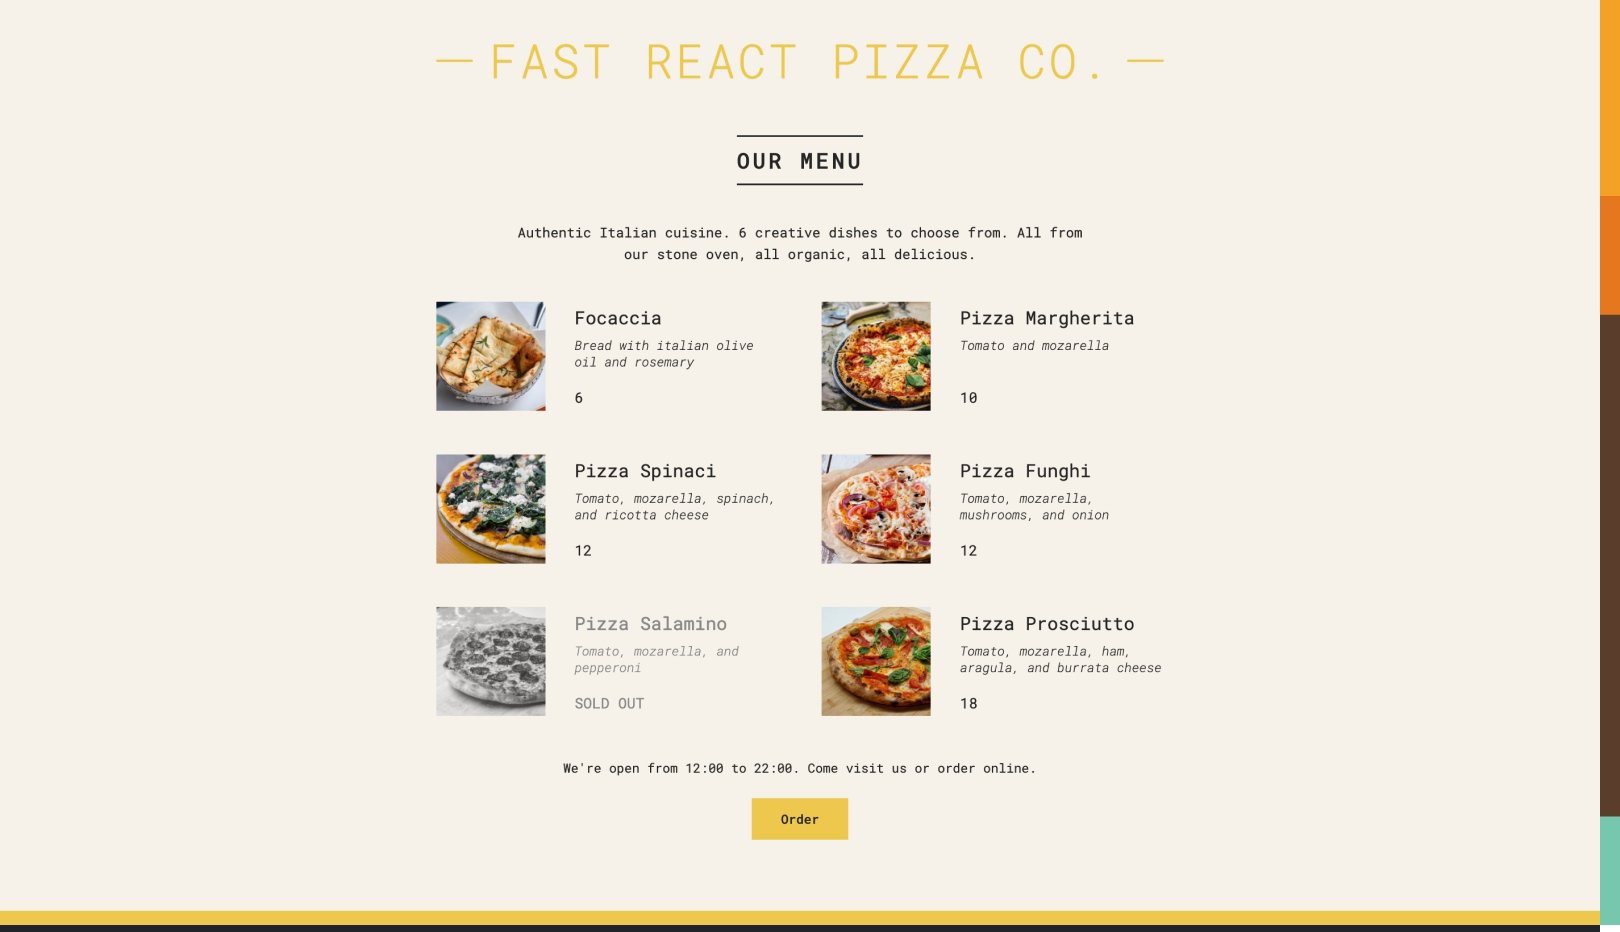 — FAST REACT PIZZA CO. —
OUR MENU
Authentic Italian cuisine. 6 creative dishes to choose from. All from
our stone oven, all organic, all delicious.
Focaccia
Bread with italian olive
oil and rosemary
6
Pizza Margherita
Tomato and mozarella
10
Pizza Spinaci
Tomato, mozarella, spinach,
and ricotta cheese
12
Pizza Funghi
Tomato, mozarella,
mushrooms, and onion
12
Pizza Salamino
Tomato, mozarella, and
pepperoni
SOLD OUT
Pizza Prosciutto
Tomato, mozarella, ham,
aragula, and burrata cheese
18
We're open from 12:00 to 22:00. Come visit us or order online.
Order